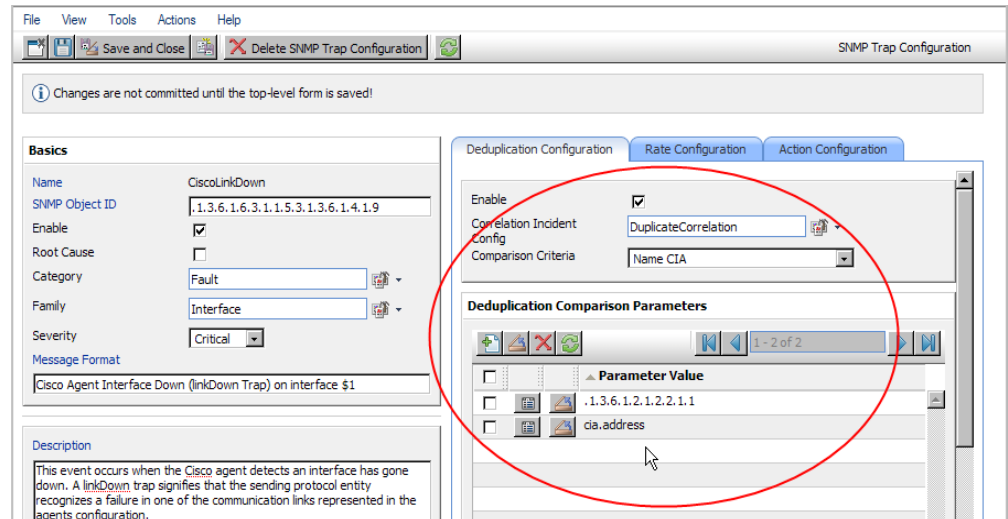 File View Tools Actions Help
Save and Close Delete SNMP Trap Configuration SNMP Trap Configuration
Changes are not committed until the top-level form is saved!
Basics
Name CiscoLinkDown
SNMP Object ID .1.3.6.1.6.3.1.1.5.3.1.3.6.1.4.1.9
Enable
Root Cause
Category Fault
Family Interface
Severity Critical
Message Format
Cisco Agent Interface Down (linkDown Trap) on interface $1
Description
This event occurs when the Cisco agent detects an interface has gone
down. A linkDown trap signifies that the sending protocol entity
recognizes a failure in one of the communication links represented in the
agents configuration.
Deduplication Configuration Rate Configuration Action Configuration
Enable
Correlation Incident
Config
DuplicateCorrelation
Comparison Criteria Name CIA
Deduplication Comparison Parameters
1 - 2 of 2
Parameter Value
.1.3.6.1.2.1.2.2.1.1
cia.address